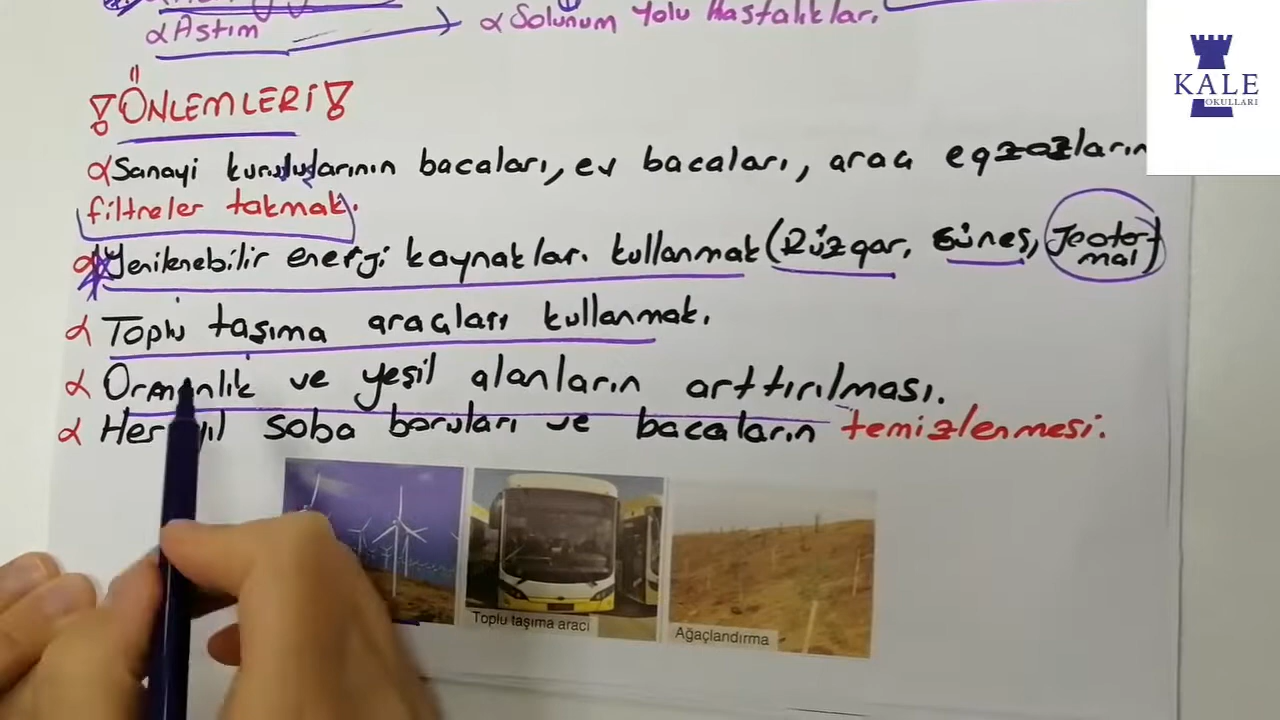 α Astım
α Solunum Yolu Hastalıkları
KALE
OKULLARI
! ÖNLEMLERİ !
α Sanayi kuruluşlarının bacaları, ev bacaları, araç egzozların
filtreler takmak.
α Yenilenebilir enerji kaynakları kullanmak (Rüzgar, Güneş, Jeotermal)
α Toplu taşıma araçları kullanmak.
α Ormanlık ve yeşil alanların arttırılması.
α Her yıl soba boruları ve bacaların temizlenmesi.
Toplu taşıma aracı
Ağaçlandırma